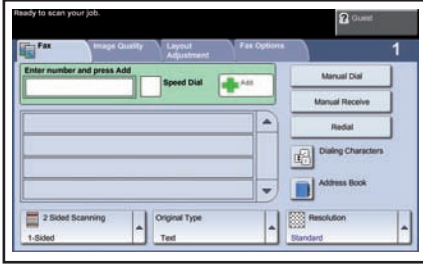 Ready to scan your job.
Guest
Fax
Image Quality
Layout
Adjustment
Fax Options
1
Enter number and press Add
Speed Dial
Add
Manual Dial
Manual Receive
Redial
Dialing Characters
Address Book
2 Sided Scanning
1-Sided
Original Type
Text
Resolution
Standard